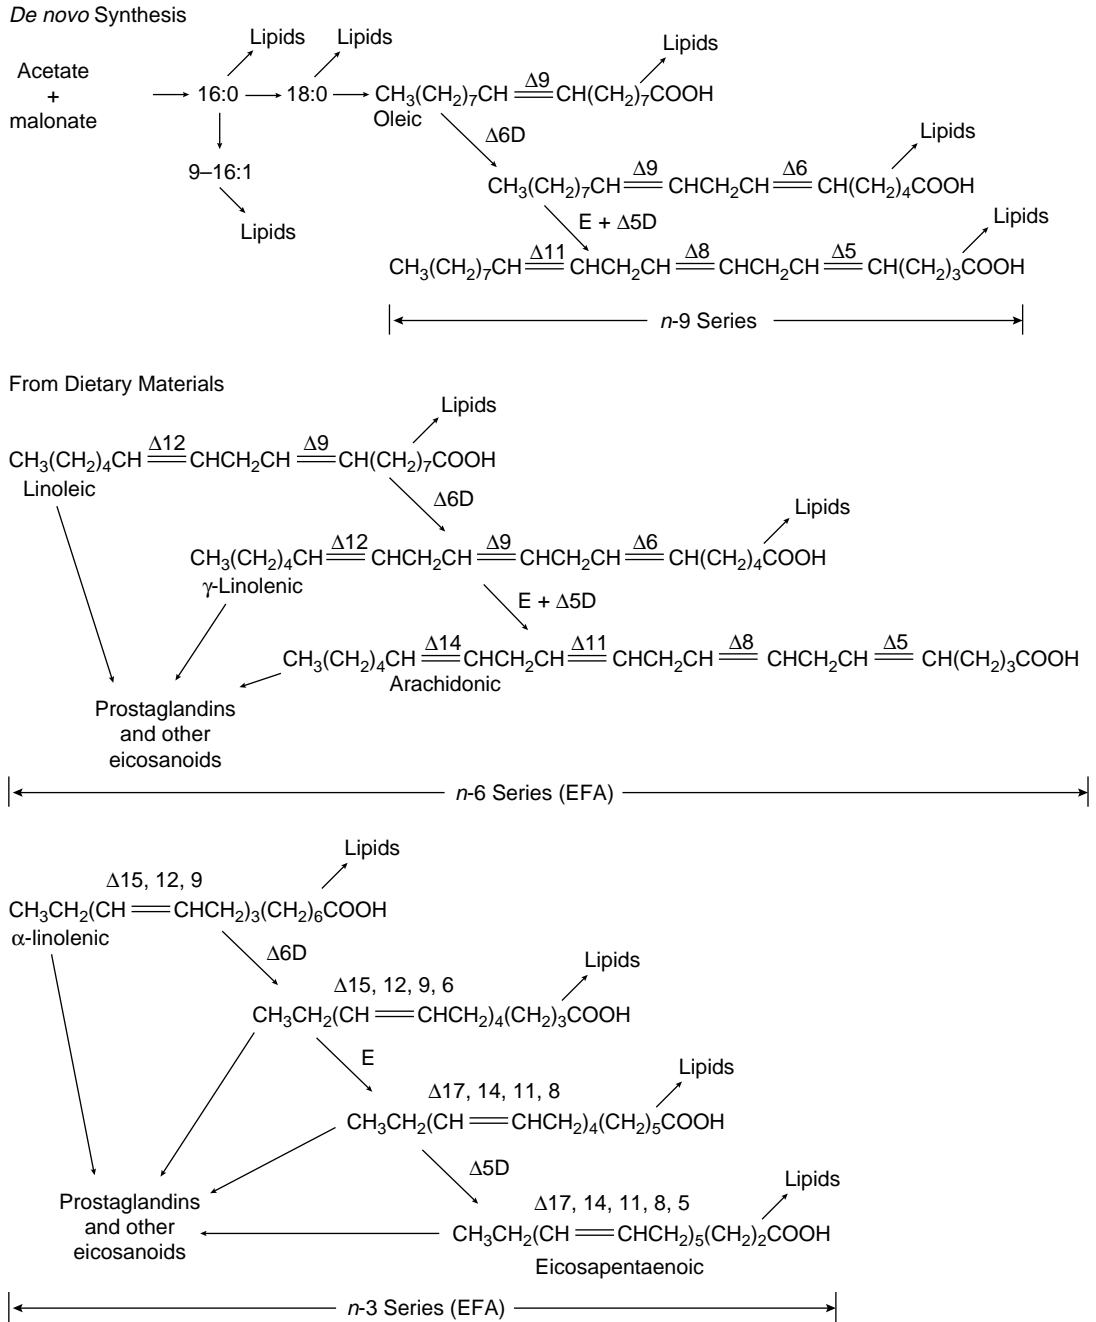 De novo Synthesis
Lipids
Lipids
Lipids
Acetate
+
malonate
16:0
18:0
CH₃(CH₂)₇CH Δ9 CH(CH₂)₇COOH
Oleic
Δ6D
9–16:1
Lipids
Lipids
CH₃(CH₂)₇CH Δ9 CHCH₂CH Δ6 CH(CH₂)₄COOH
E + Δ5D
Lipids
CH₃(CH₂)₇CH Δ11 CHCH₂CH Δ8 CHCH₂CH Δ5 CH(CH₂)₃COOH
n-9 Series
From Dietary Materials
Lipids
CH₃(CH₂)₄CH Δ12 CHCH₂CH Δ9 CH(CH₂)₇COOH
Linoleic
Δ6D
Lipids
CH₃(CH₂)₄CH Δ12 CHCH₂CH Δ9 CHCH₂CH Δ6 CH(CH₂)₄COOH
γ-Linolenic
E + Δ5D
CH₃(CH₂)₄CH Δ14 CHCH₂CH Δ11 CHCH₂CH Δ8 CHCH₂CH Δ5 CH(CH₂)₃COOH
Arachidonic
Prostaglandins
and other
eicosanoids
n-6 Series (EFA)
Lipids
Δ15, 12, 9
CH₃CH₂(CH CHCH₂)₃(CH₂)₆COOH
α-linolenic
Δ6D
Lipids
Δ15, 12, 9, 6
CH₃CH₂(CH CHCH₂)₄(CH₂)₃COOH
E
Lipids
Δ17, 14, 11, 8
CH₃CH₂(CH CHCH₂)₄(CH₂)₅COOH
Δ5D
Lipids
Δ17, 14, 11, 8, 5
CH₃CH₂(CH CHCH₂)₅(CH₂)₂COOH
Eicosapentaenoic
Prostaglandins
and other
eicosanoids
n-3 Series (EFA)